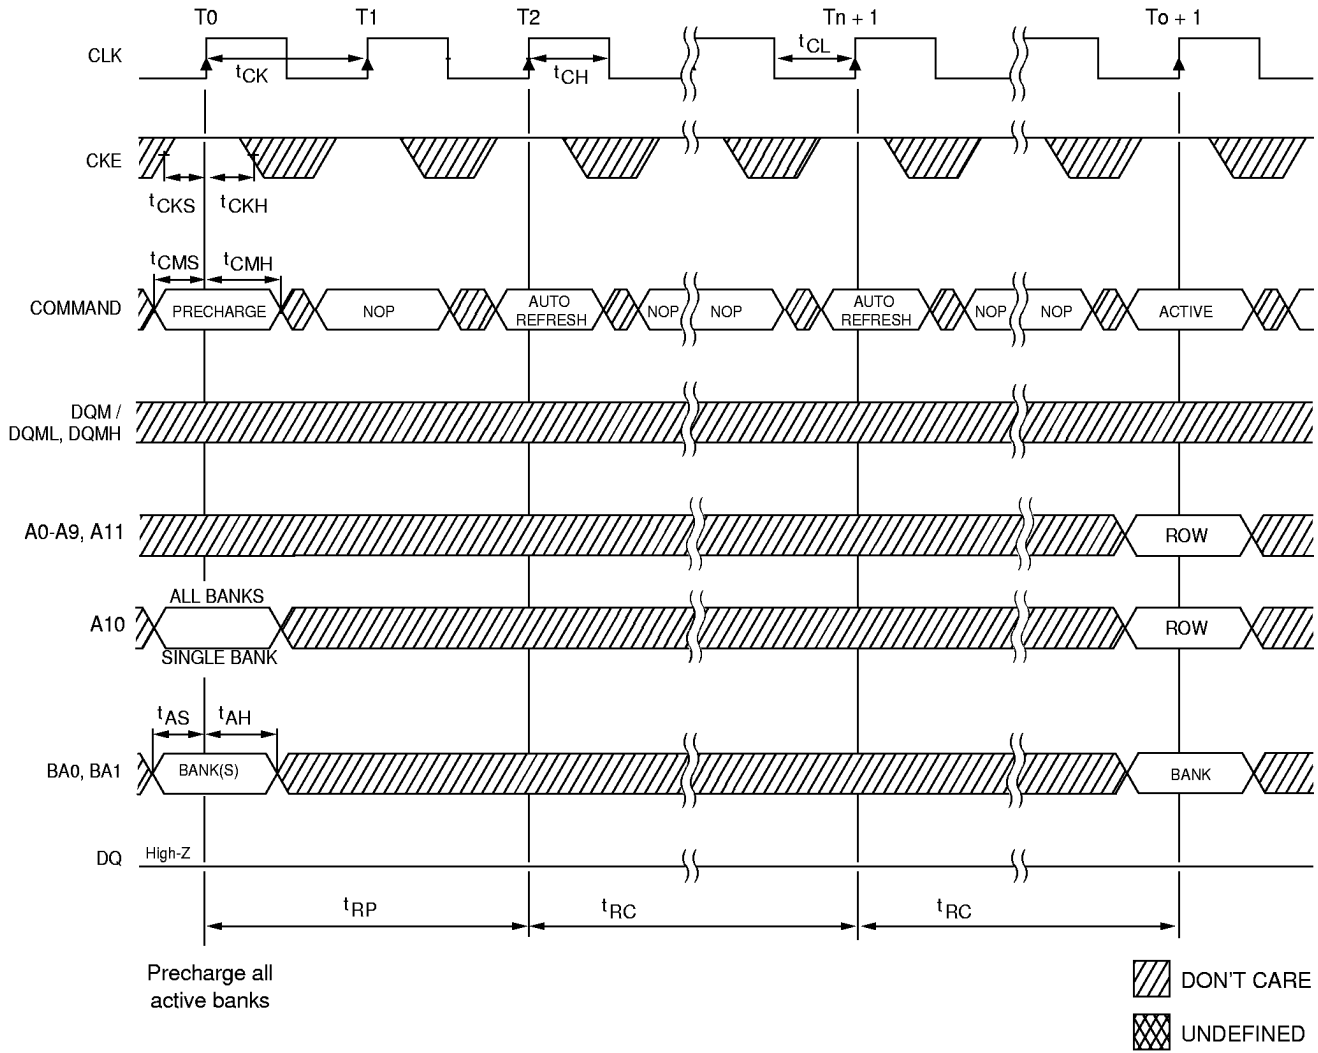 T0 T1 T2 Tn + 1 To + 1
CLK
tCK tCH tCL
CKE
tCKS tCKH
tCMS tCMH
COMMAND PRECHARGE NOP AUTO REFRESH NOP NOP AUTO REFRESH NOP NOP ACTIVE
DQM /
DQML, DQMH
A0-A9, A11 ROW
ALL BANKS
A10 ROW
SINGLE BANK
tAS tAH
BA0, BA1 BANK(S) BANK
DQ High-Z
tRP tRC tRC
Precharge all
active banks
DON'T CARE
UNDEFINED